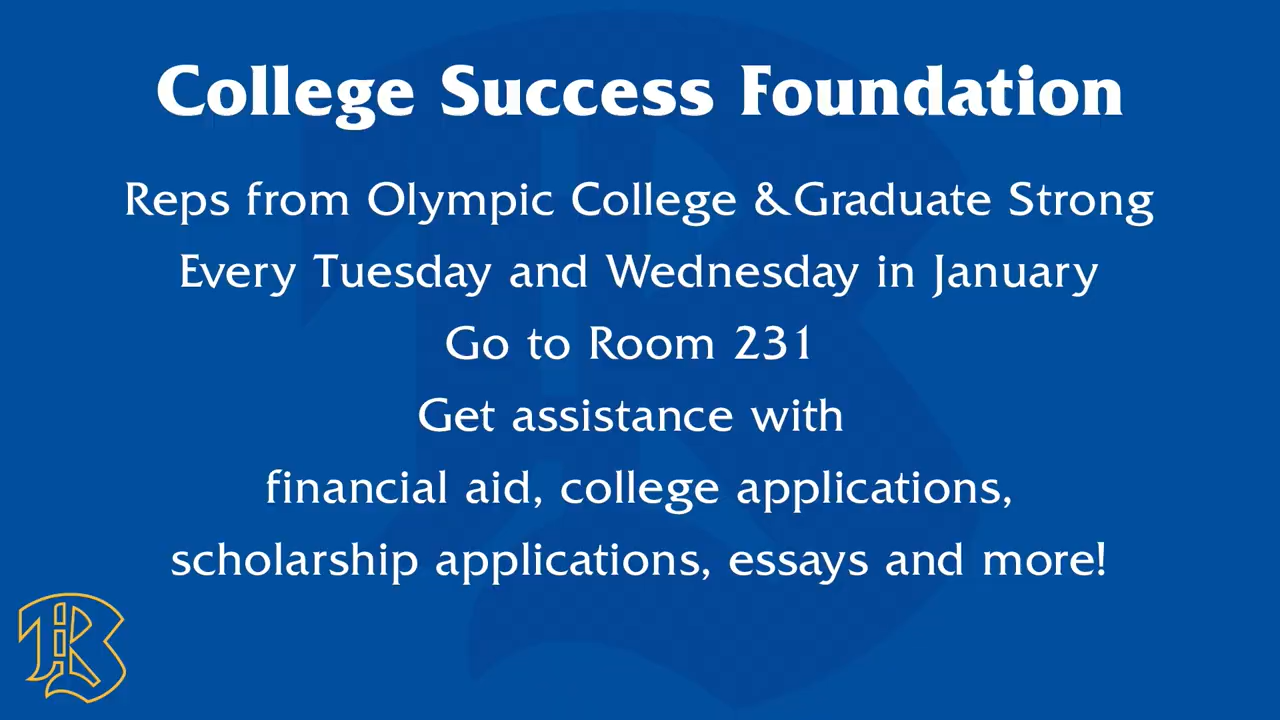 College Success Foundation
Reps from Olympic College &Graduate Strong
Every Tuesday and Wednesday in January
Go to Room 231
Get assistance with
financial aid, college applications,
scholarship applications, essays and more!
B